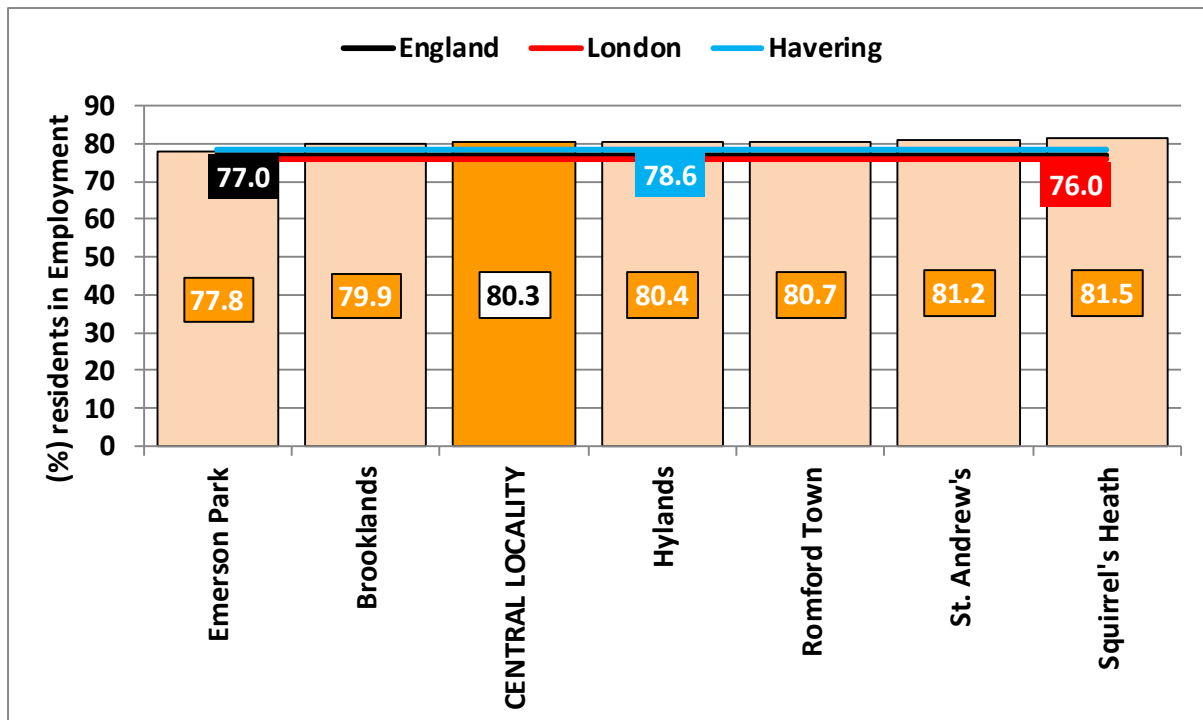 England London Havering
(%) residents in Employment
90
80
70
60
50
40
30
20
10
0
77.0
78.6
76.0
77.8
79.9
80.3
80.4
80.7
81.2
81.5
Emerson Park
Brooklands
CENTRAL LOCALITY
Hylands
Romford Town
St. Andrew's
Squirrel's Heath